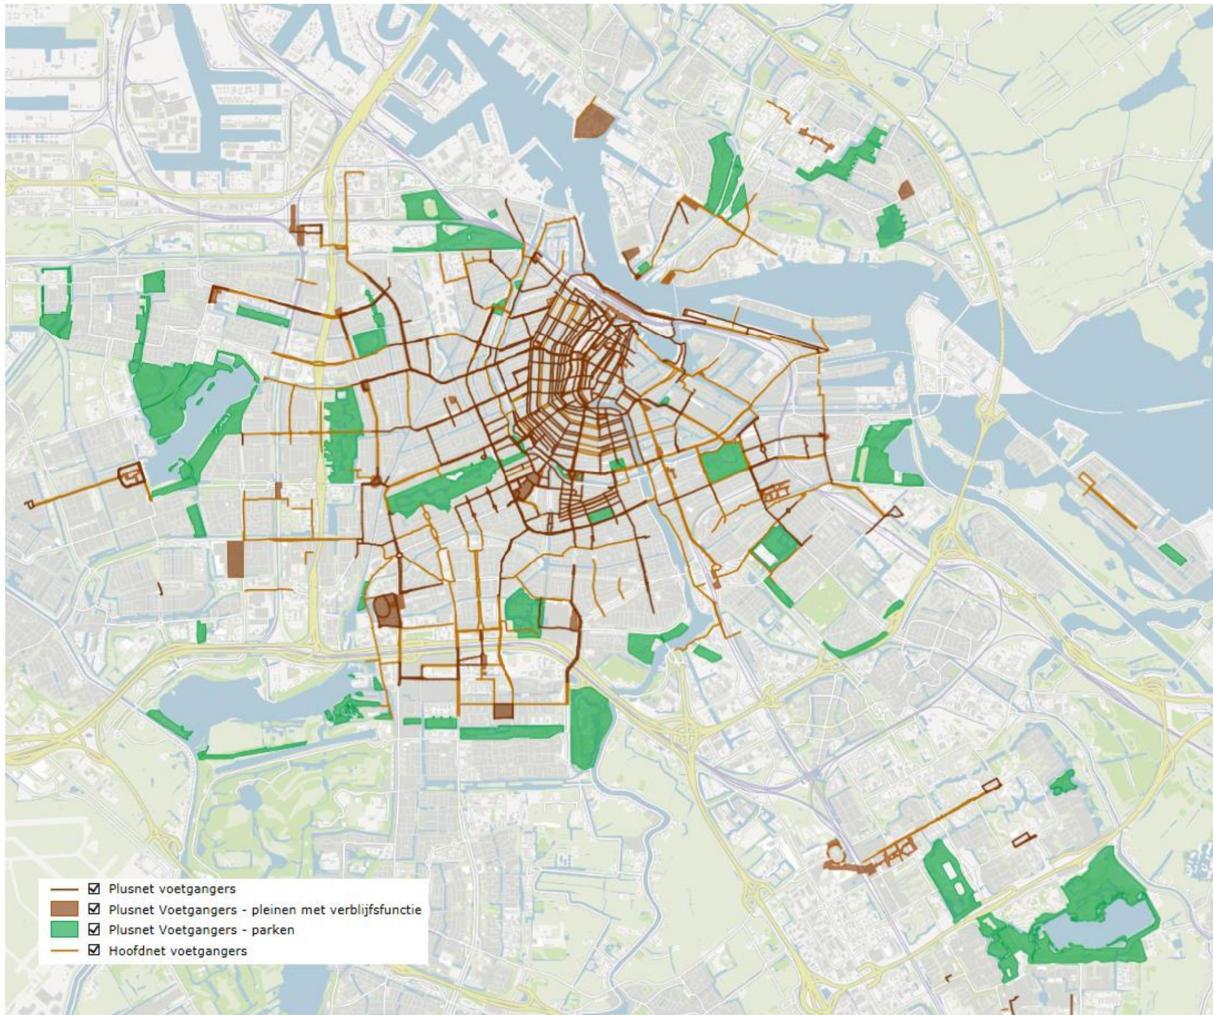 Plusnet voetgangers
Plusnet Voetgangers - pleinen met verblijfsfunctie
Plusnet Voetgangers - parken
Hoofdnet voetgangers